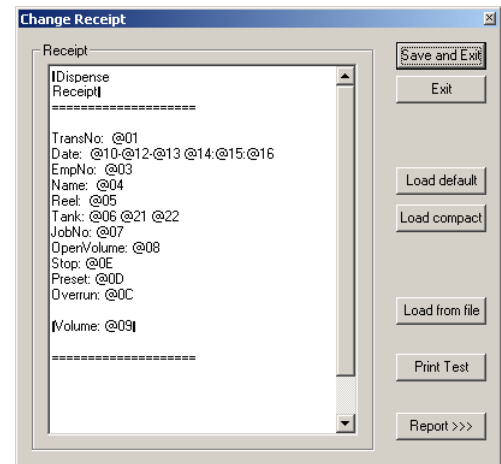 Change Receipt
Receipt
Dispense
Receipt
====================
TransNo: @01
Date: @10-@12-@13 @14:@15:@16
EmpNo: @03
Name: @04
Reel: @05
Tank: @06 @21 @22
JobNo: @07
OpenVolume: @08
Stop: @0E
Preset: @0D
Overrun: @0C
Volume: @09
====================
Save and Exit
Exit
Load default
Load compact
Load from file
Print Test
Report >>>